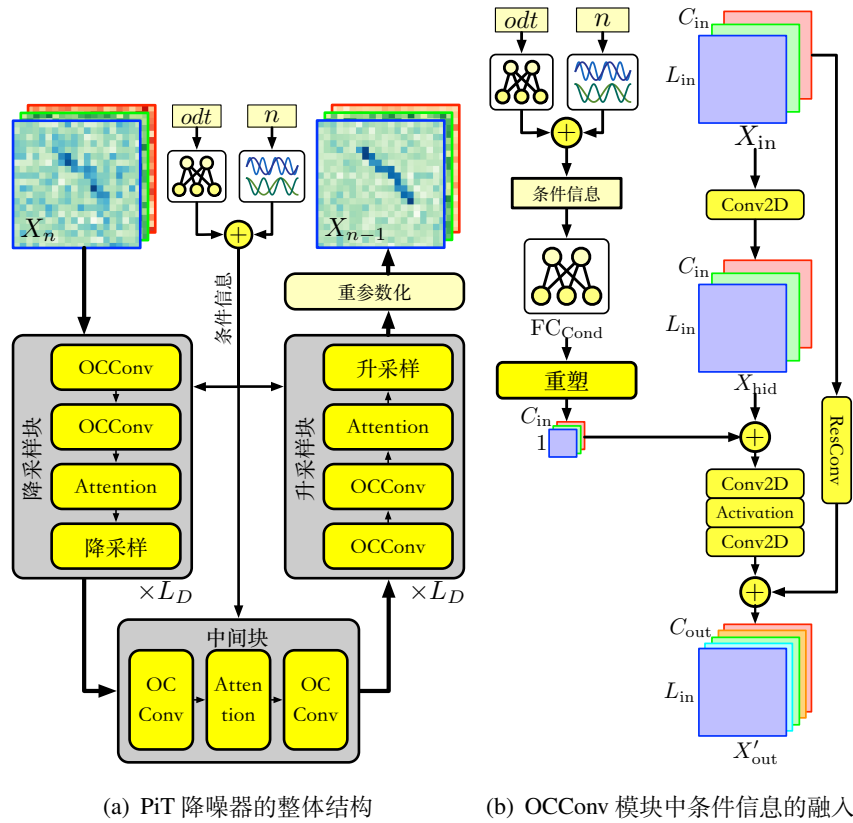 odt
n
X_n
X_{n-1}
条件信息
重参数化
降采样块
OCConv
OCConv
Attention
降采样
×L_D
升采样块
升采样
Attention
OCConv
OCConv
×L_D
中间块
OC
Conv
Atten
tion
OC
Conv
(a) PiT 降噪器的整体结构
odt
n
条件信息
FC_Cond
重塑
C_in
1
C_in
L_in
X_in
Conv2D
C_in
L_in
X_hid
ResConv
Conv2D
Activation
Conv2D
C_out
L_in
X'_out
(b) OCConv 模块中条件信息的融入